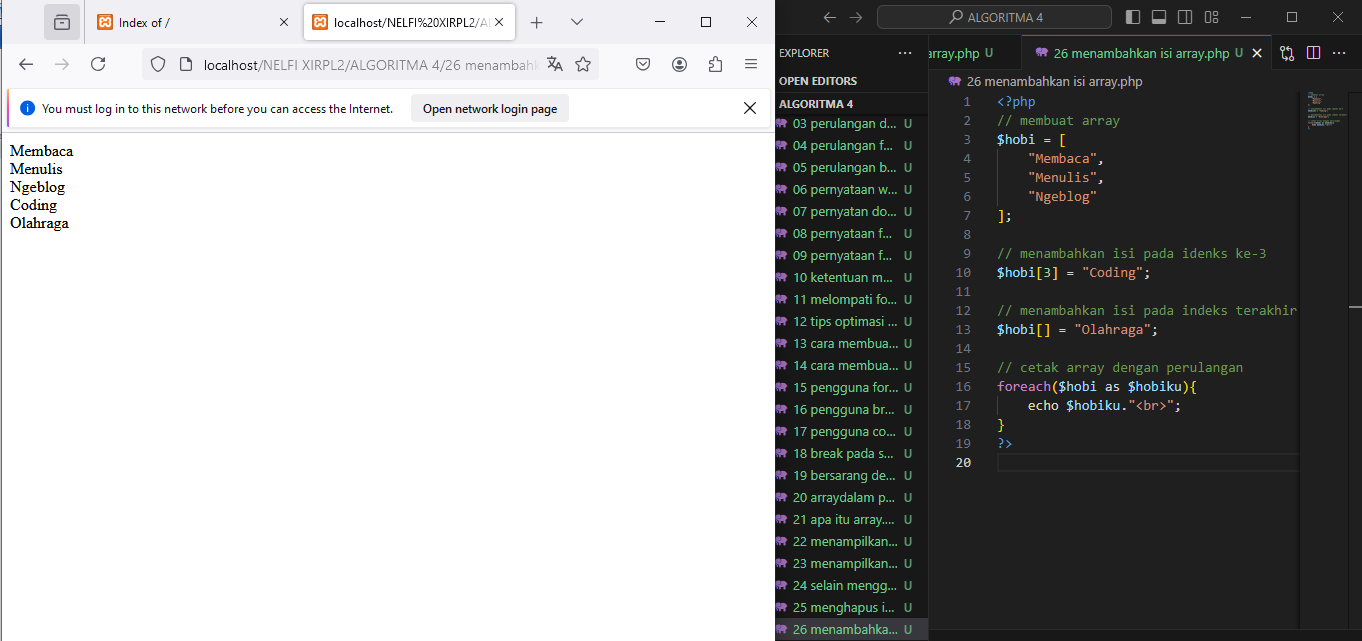 Index of /
localhost/NELFI%20XIRPL2/AL
localhost/NELFI XIRPL2/ALGORITMA 4/26 menambahk
You must log in to this network before you can access the Internet.
Open network login page
Membaca
Menulis
Ngeblog
Coding
Olahraga
ALGORITMA 4
EXPLORER
OPEN EDITORS
ALGORITMA 4
03 perulangan d... U
04 perulangan f... U
05 perulangan b... U
06 pernyataan w... U
07 pernyatan do... U
08 pernyataan f... U
09 pernyataan f... U
10 ketentuan m... U
11 melompati fo... U
12 tips optimasi ... U
13 cara membua... U
14 cara membua... U
15 pengguna for... U
16 pengguna br... U
17 pengguna co... U
18 break pada s... U
19 bersarang de... U
20 arraydalam p... U
21 apa itu array.... U
22 menampilkan... U
23 menampilkan... U
24 selain mengg... U
25 menghapus i... U
26 menambahka... U
array.php U
26 menambahkan isi array.php U
26 menambahkan isi array.php
1 <?php
2 // membuat array
3 $hobi = [
4 "Membaca",
5 "Menulis",
6 "Ngeblog"
7 ];
8
9 // menambahkan isi pada idenks ke-3
10 $hobi[3] = "Coding";
11
12 // menambahkan isi pada indeks terakhir
13 $hobi[] = "Olahraga";
14
15 // cetak array dengan perulangan
16 foreach($hobi as $hobiku){
17 echo $hobiku."<br>";
18 }
19 ?>
20